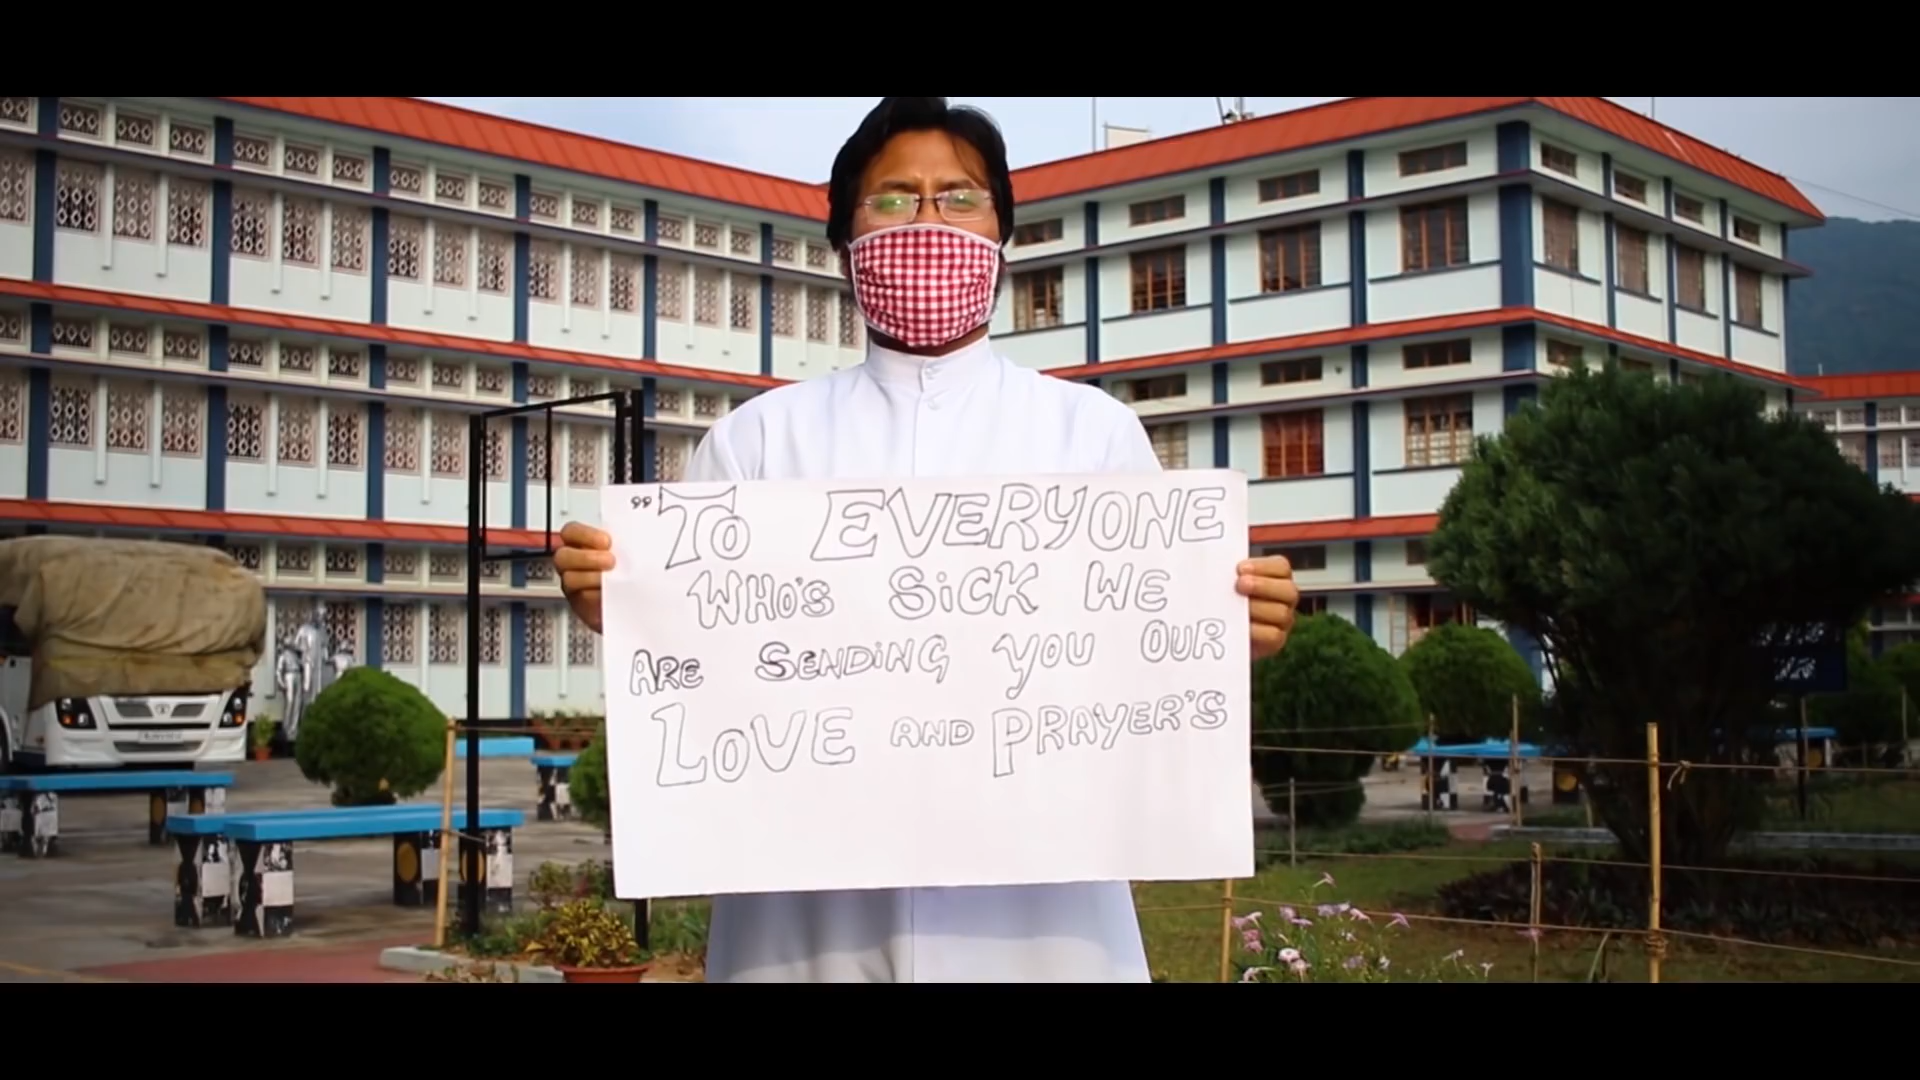 "To EVERYONE
WHO'S SiCK WE
ARE SENDiNG YOU OUR
LOVE AND PRAYER'S